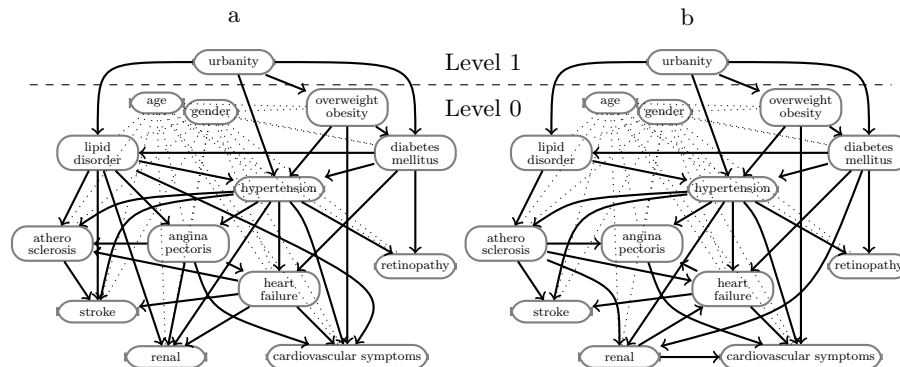 a
b
urbanity
Level 1
urbanity
age
gender
overweight
obesity
Level 0
age
gender
overweight
obesity
lipid
disorder
diabetes
mellitus
lipid
disorder
diabetes
mellitus
hypertension
hypertension
athero
sclerosis
angina
pectoris
retinopathy
athero
sclerosis
angina
pectoris
retinopathy
heart
failure
heart
failure
stroke
stroke
renal
cardiovascular symptoms
renal
cardiovascular symptoms